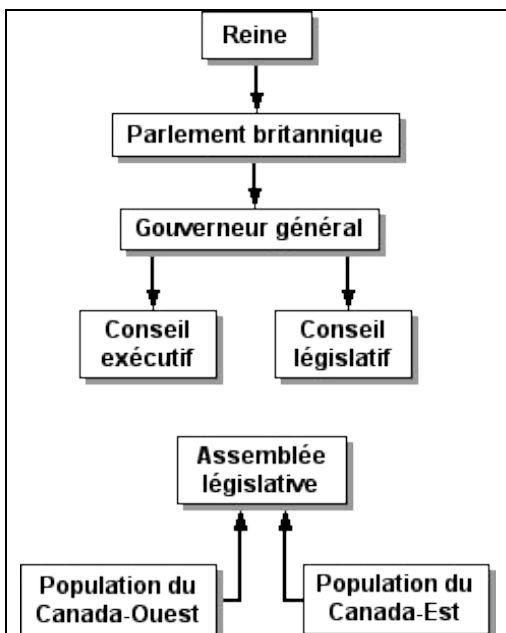 Reine
Parlement britannique
Gouverneur général
Conseil
exécutif
Conseil
législatif
Assemblée
législative
Population du
Canada-Ouest
Population du
Canada-Est